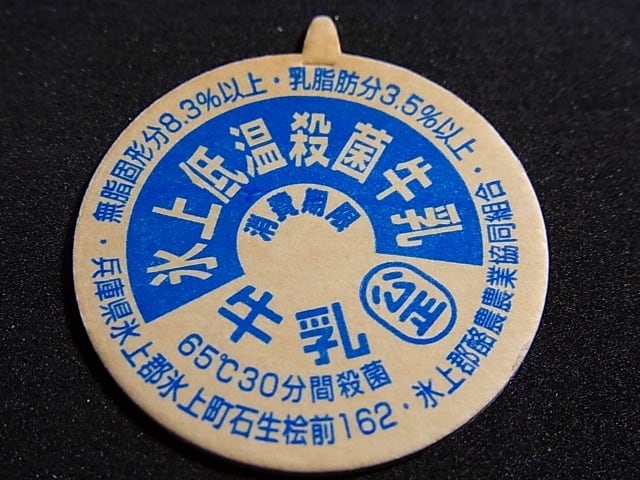 無脂固形分8.3%以上・乳脂肪分3.5%以上・
氷上低温殺菌牛乳
消費期限
牛乳
公正
65℃30分間殺菌
兵庫県氷上郡氷上町石生桧前162・氷上郡酪農農業協同組合・